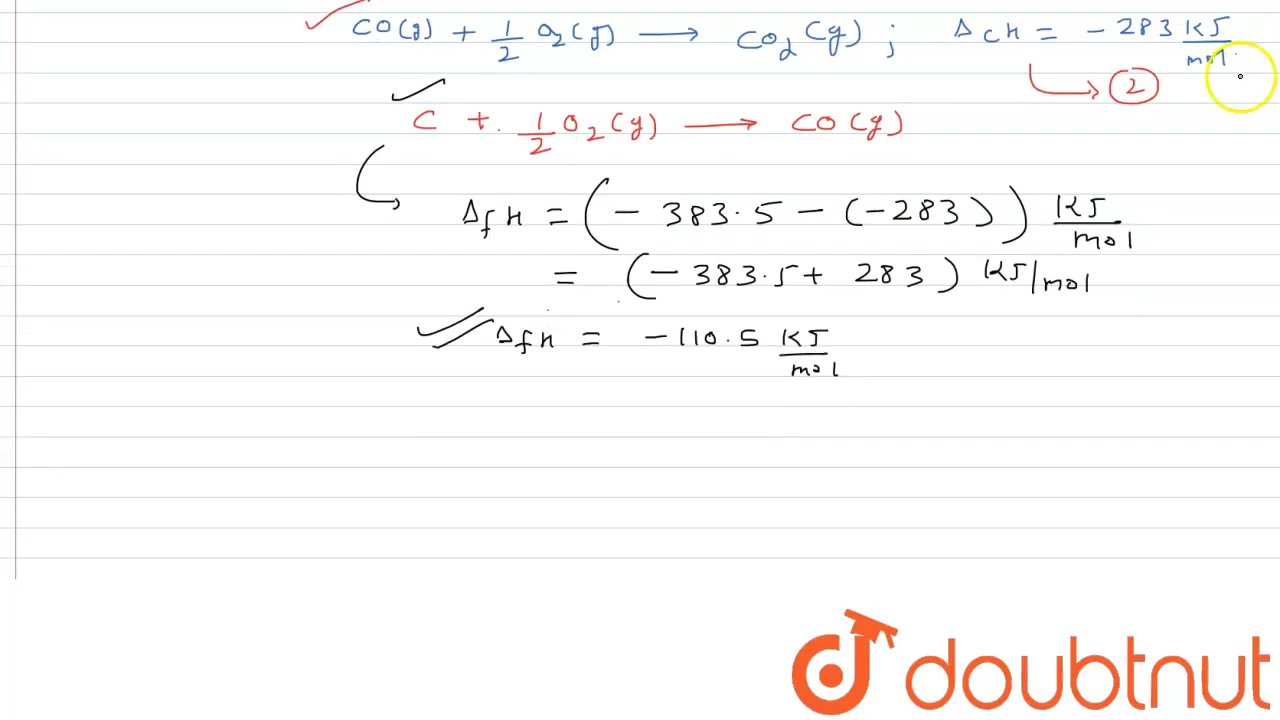 CO(g) + 1/2 O₂(g) ⟶ CO₂(g) ; ΔcH = - 283 KJ/mol
②
C + 1/2 O₂(g) ⟶ CO(g)
ΔfH = (- 383.5 - (-283)) KJ/mol
= (- 383.5 + 283) KJ/mol
ΔfH = -110.5 KJ/mol
doubtnut